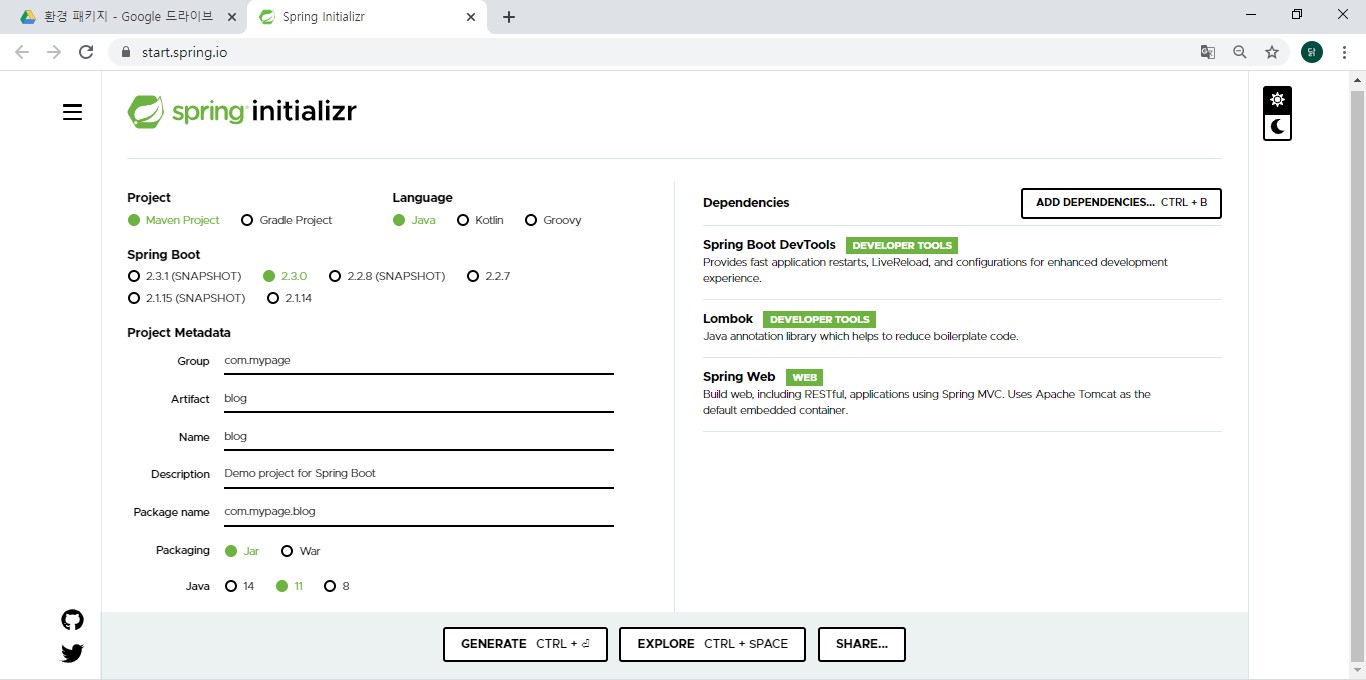 환경 패키지 - Google 드라이브
Spring Initializr
start.spring.io
spring initializr
Project
Maven Project Gradle Project
Language
Java Kotlin Groovy
Spring Boot
2.3.1 (SNAPSHOT) 2.3.0 2.2.8 (SNAPSHOT) 2.2.7
2.1.15 (SNAPSHOT) 2.1.14
Project Metadata
Group com.mypage
Artifact blog
Name blog
Description Demo project for Spring Boot
Package name com.mypage.blog
Packaging Jar War
Java 14 11 8
Dependencies
ADD DEPENDENCIES... CTRL + B
Spring Boot DevTools DEVELOPER TOOLS
Provides fast application restarts, LiveReload, and configurations for enhanced development
experience.
Lombok DEVELOPER TOOLS
Java annotation library which helps to reduce boilerplate code.
Spring Web WEB
Build web, including RESTful, applications using Spring MVC. Uses Apache Tomcat as the
default embedded container.
GENERATE CTRL + ⏎
EXPLORE CTRL + SPACE
SHARE...